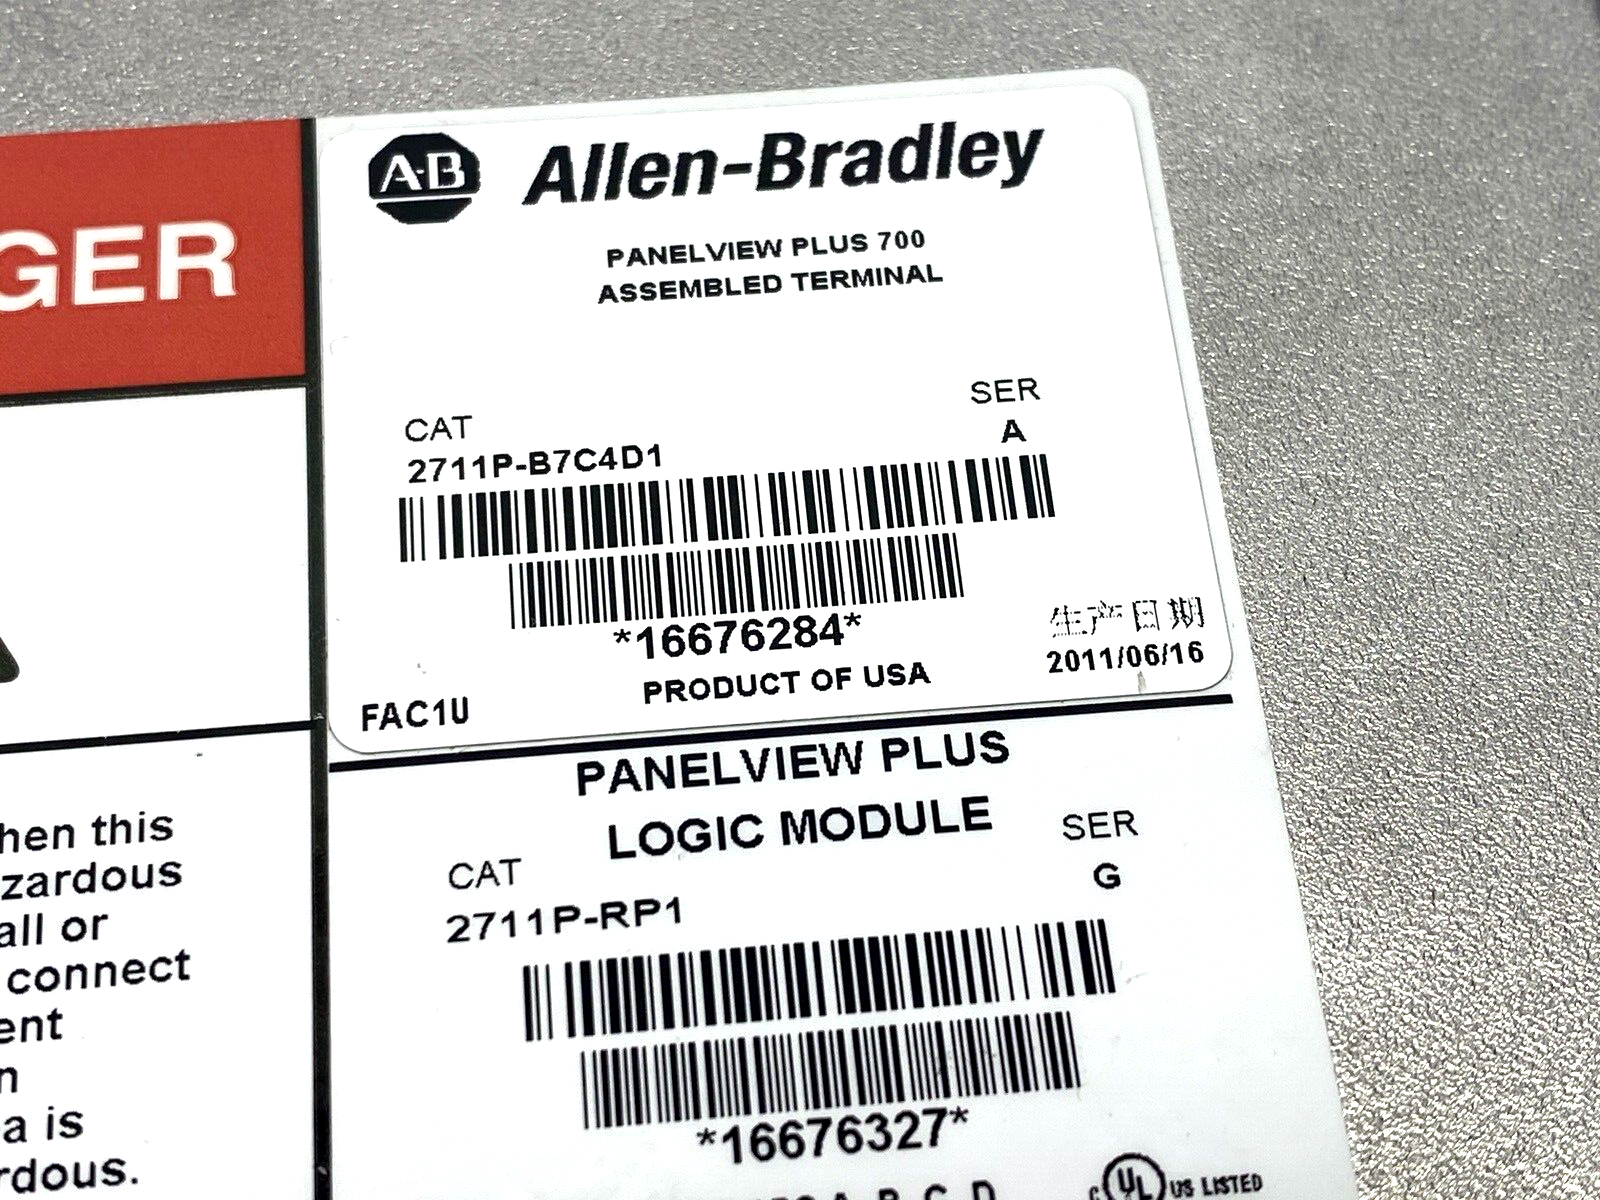 GER
hen this
zardous
all or
connect
ent
n
a is
rdous.
A·B Allen-Bradley
PANELVIEW PLUS 700
ASSEMBLED TERMINAL
CAT SER
2711P-B7C4D1 A
*16676284*
生产日期
PRODUCT OF USA 2011/06/16
FAC1U
PANELVIEW PLUS
LOGIC MODULE
CAT SER
2711P-RP1 G
*16676327*
A B C D
c UL US LISTED